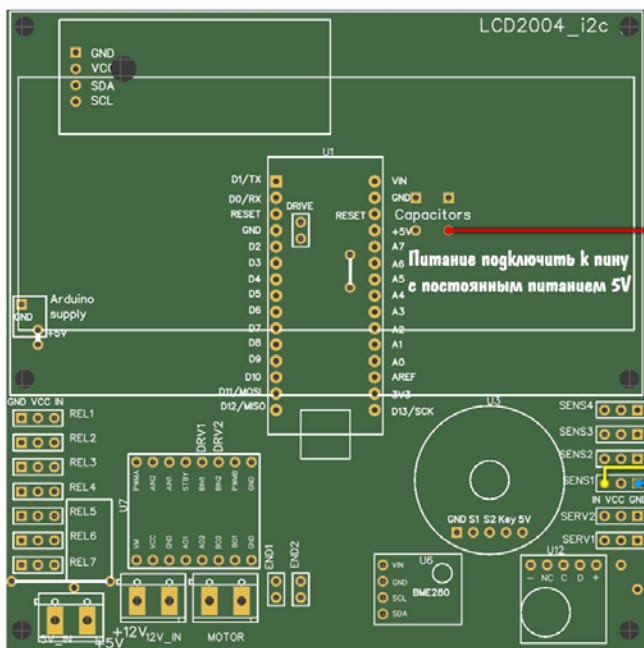 LCD2004_i2c
GND
VCC
SDA
SCL
U1
D1/TX
D0/RX
RESET
GND
D2
D3
D4
D5
D6
D7
D8
D9
D10
D11/MOSI
D12/MISO
DRIVE
VIN
GND
RESET
+5V
A7
A6
A5
A4
A3
A2
A1
A0
AREF
3V3
D13/SCK
Capacitors
Питание подключить к пину
с постоянным питанием 5V
Arduino
supply
GND
+5V
GND VCC IN
REL1
REL2
REL3
REL4
REL5
REL6
REL7
DRV1
DRV2
U7
PWMA
AIN2
AIN1
STBY
BIN1
BIN2
PWMB
GND
VM
VCC
GND
AO1
AO2
BO2
BO1
GND
END1
END2
5V_IN
+5V
+12V
12V_IN
MOTOR
U3
GND S1 S2 Key 5V
SENS4
SENS3
SENS2
SENS1
IN VCC GND
SERV2
SERV1
U6
VIN
GND
SCL
SDA
BME280
U12
- NC C D +